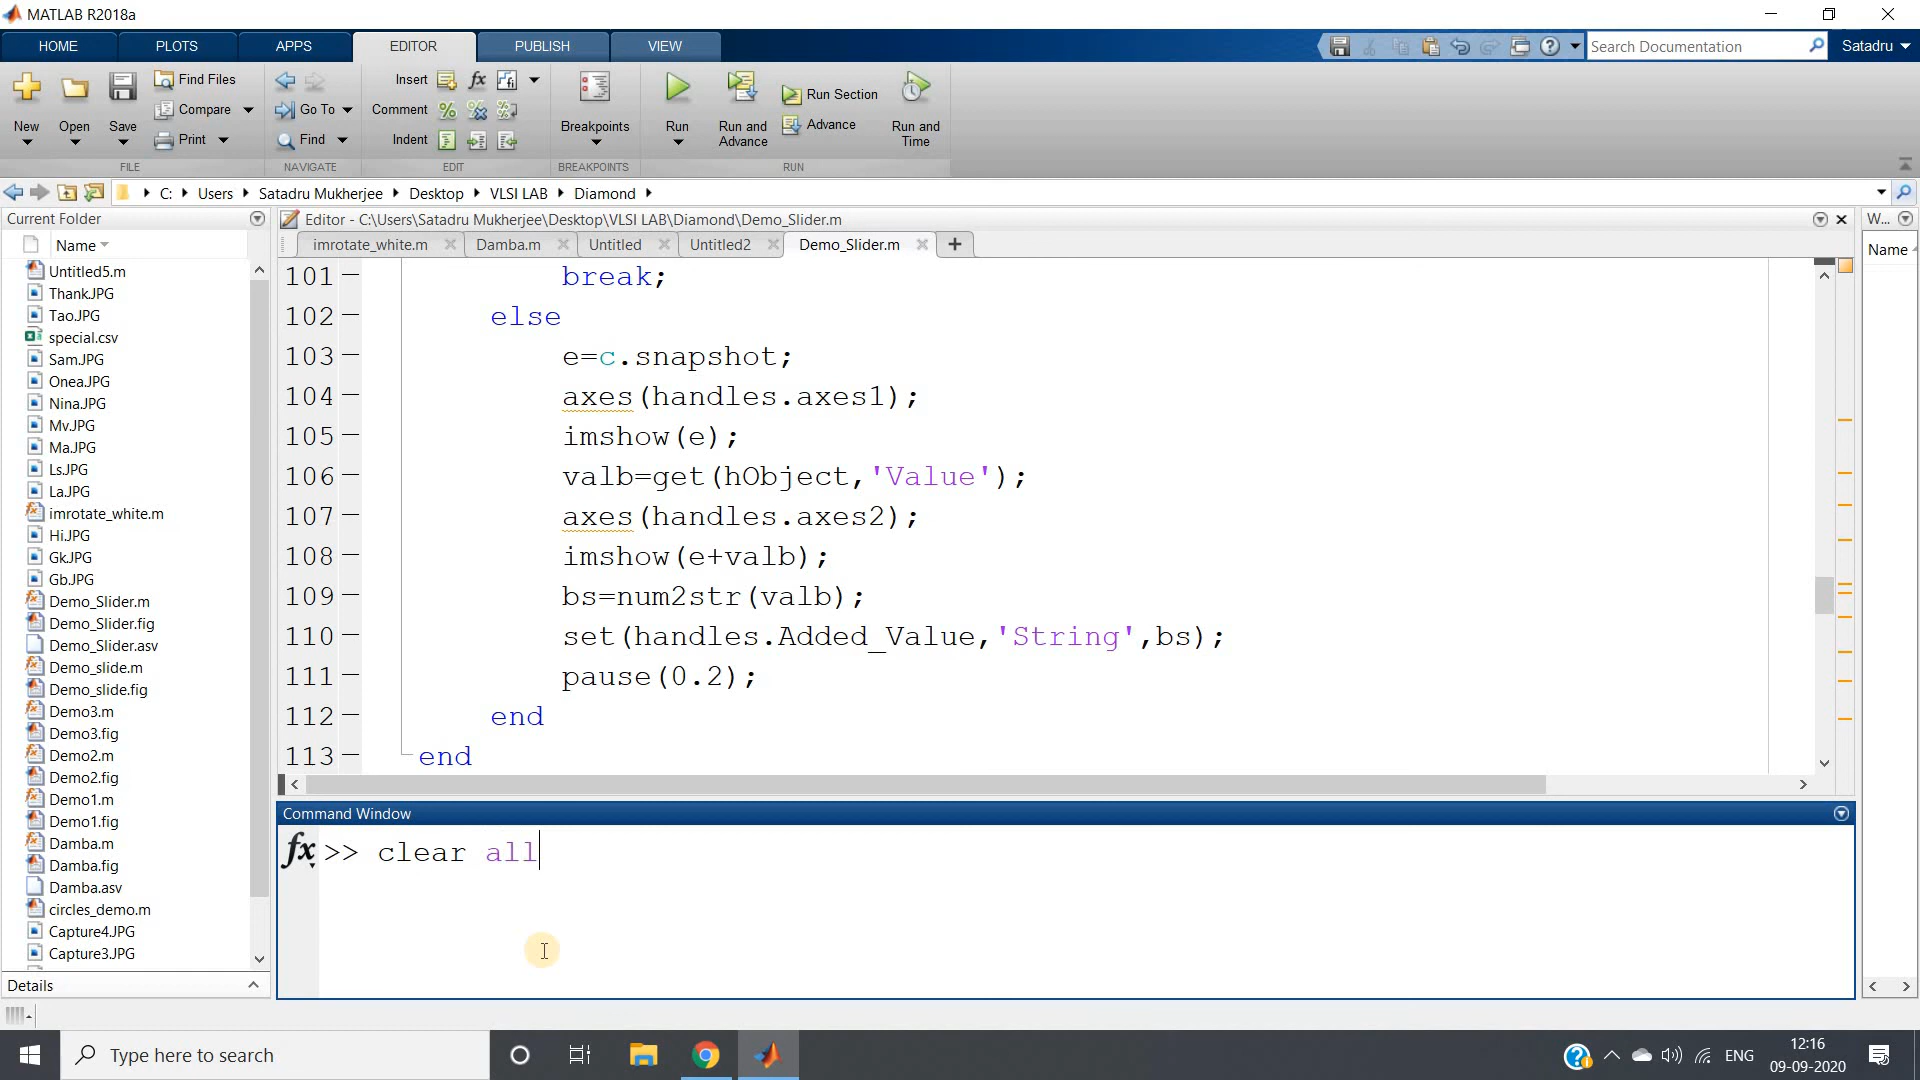 MATLAB R2018a
HOME PLOTS APPS EDITOR PUBLISH VIEW
Search Documentation
Satadru
New
Open
Save
Find Files
Compare
Print
FILE
Go To
Find
NAVIGATE
Insert
Comment
Indent
EDIT
Breakpoints
BREAKPOINTS
Run
Run and
Advance
Run Section
Advance
Run and
Time
RUN
C: Users Satadru Mukherjee Desktop VLSI LAB Diamond
Current Folder
Name
Untitled5.m
Thank.JPG
Tao.JPG
special.csv
Sam.JPG
Onea.JPG
Nina.JPG
Mv.JPG
Ma.JPG
Ls.JPG
La.JPG
imrotate_white.m
Hi.JPG
Gk.JPG
Gb.JPG
Demo_Slider.m
Demo_Slider.fig
Demo_Slider.asv
Demo_slide.m
Demo_slide.fig
Demo3.m
Demo3.fig
Demo2.m
Demo2.fig
Demo1.m
Demo1.fig
Damba.m
Damba.fig
Damba.asv
circles_demo.m
Capture4.JPG
Capture3.JPG
Details
Editor - C:\Users\Satadru Mukherjee\Desktop\VLSI LAB\Diamond\Demo_Slider.m
imrotate_white.m Damba.m Untitled Untitled2 Demo_Slider.m
101 break;
102 else
103 e=c.snapshot;
104 axes(handles.axes1);
105 imshow(e);
106 valb=get(hObject,'Value');
107 axes(handles.axes2);
108 imshow(e+valb);
109 bs=num2str(valb);
110 set(handles.Added_Value,'String',bs);
111 pause(0.2);
112 end
113 end
Command Window
fx >> clear all
W...
Name
Type here to search
ENG
12:16
09-09-2020